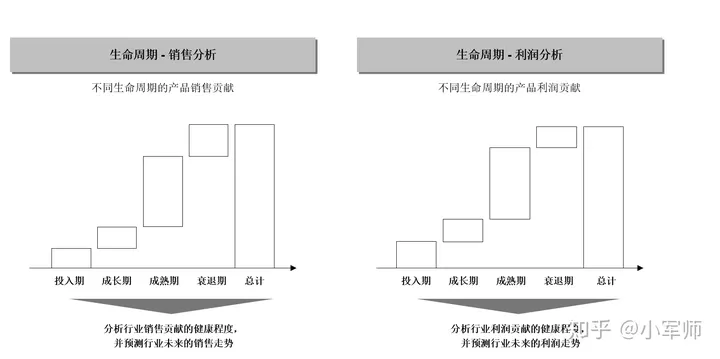 生命周期 - 销售分析
不同生命周期的产品销售贡献
投入期 成长期 成熟期 衰退期 总计
分析行业销售贡献的健康程度，
并预测行业未来的销售走势
生命周期 - 利润分析
不同生命周期的产品利润贡献
投入期 成长期 成熟期 衰退期 总计
分析行业利润贡献的健康程度，
并预测行业未来的利润走势
知乎 @小军师